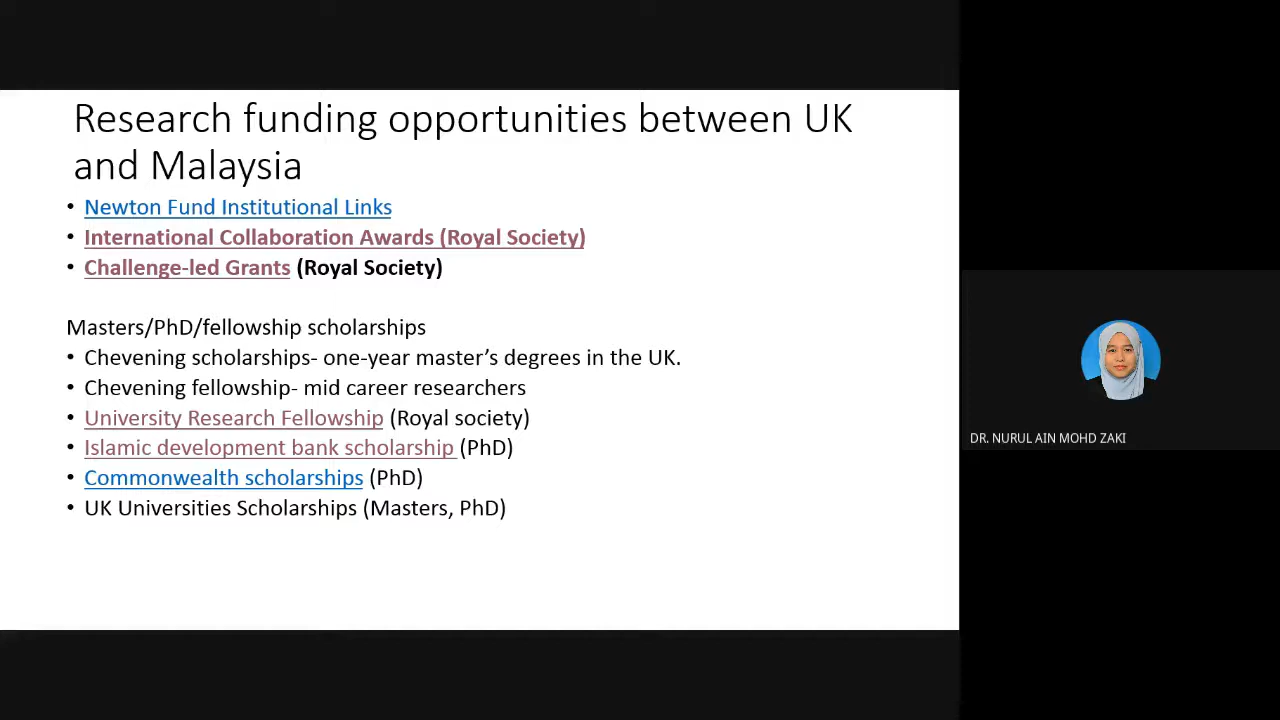 Research funding opportunities between UK
and Malaysia
• Newton Fund Institutional Links
• International Collaboration Awards (Royal Society)
• Challenge-led Grants (Royal Society)
Masters/PhD/fellowship scholarships
• Chevening scholarships- one-year master’s degrees in the UK.
• Chevening fellowship- mid career researchers
• University Research Fellowship (Royal society)
• Islamic development bank scholarship (PhD)
• Commonwealth scholarships (PhD)
• UK Universities Scholarships (Masters, PhD)
DR. NURUL AIN MOHD ZAKI